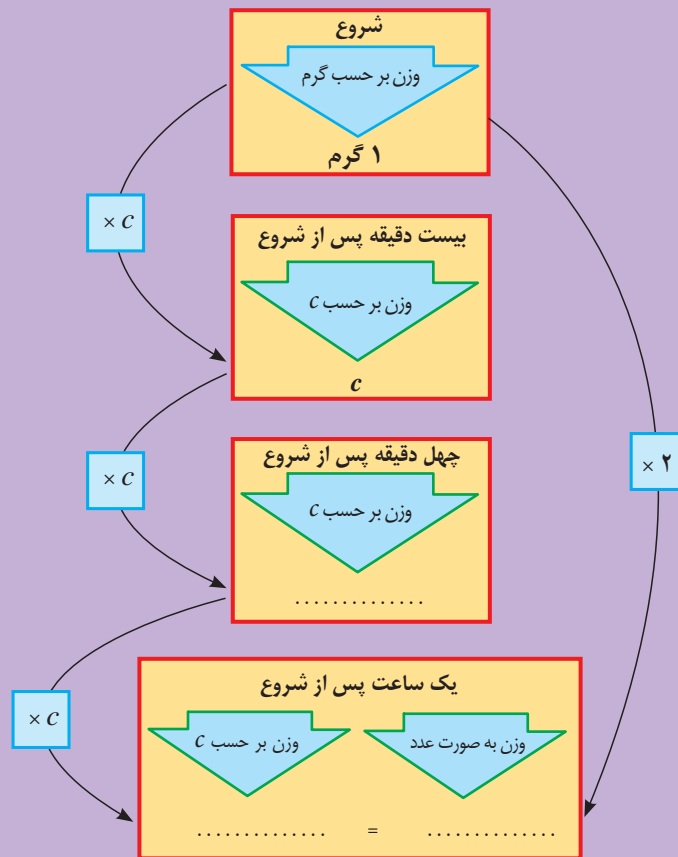 شروع
وزن بر حسب گرم
۱ گرم
× c
بیست دقیقه پس از شروع
وزن بر حسب c
c
× c
چهل دقیقه پس از شروع
وزن بر حسب c
..............
× ۲
× c
یک ساعت پس از شروع
وزن به صورت عدد
وزن بر حسب c
.............. = ..............